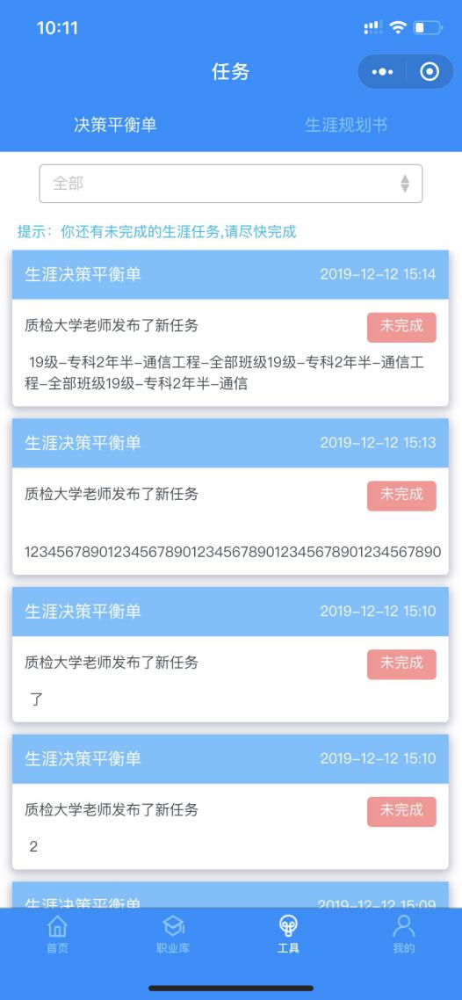 10:11
任务
决策平衡单
生涯规划书
全部
提示：你还有未完成的生涯任务,请尽快完成
生涯决策平衡单 2019-12-12 15:14
质检大学老师发布了新任务 未完成
19级-专科2年半-通信工程-全部班级19级-专科2年半-通信工
程-全部班级19级-专科2年半-通信
生涯决策平衡单 2019-12-12 15:13
质检大学老师发布了新任务 未完成
12345678901234567890123456789012345678901234567890
生涯决策平衡单 2019-12-12 15:10
质检大学老师发布了新任务 未完成
了
生涯决策平衡单 2019-12-12 15:10
质检大学老师发布了新任务 未完成
2
生涯决策平衡单 2019-12-12 15:09
首页 职业库 工具 我的